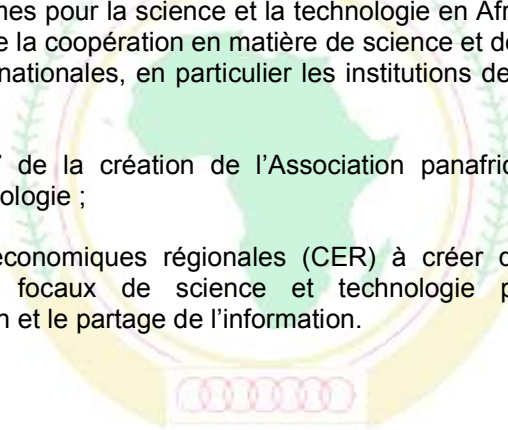 mes pour la science et la technologie en Afr
e la coopération en matière de science et de
nationales, en particulier les institutions de
de la création de l'Association panafric
ologie ;
économiques régionales (CER) à créer d
focaux de science et technologie p
n et le partage de l'information.